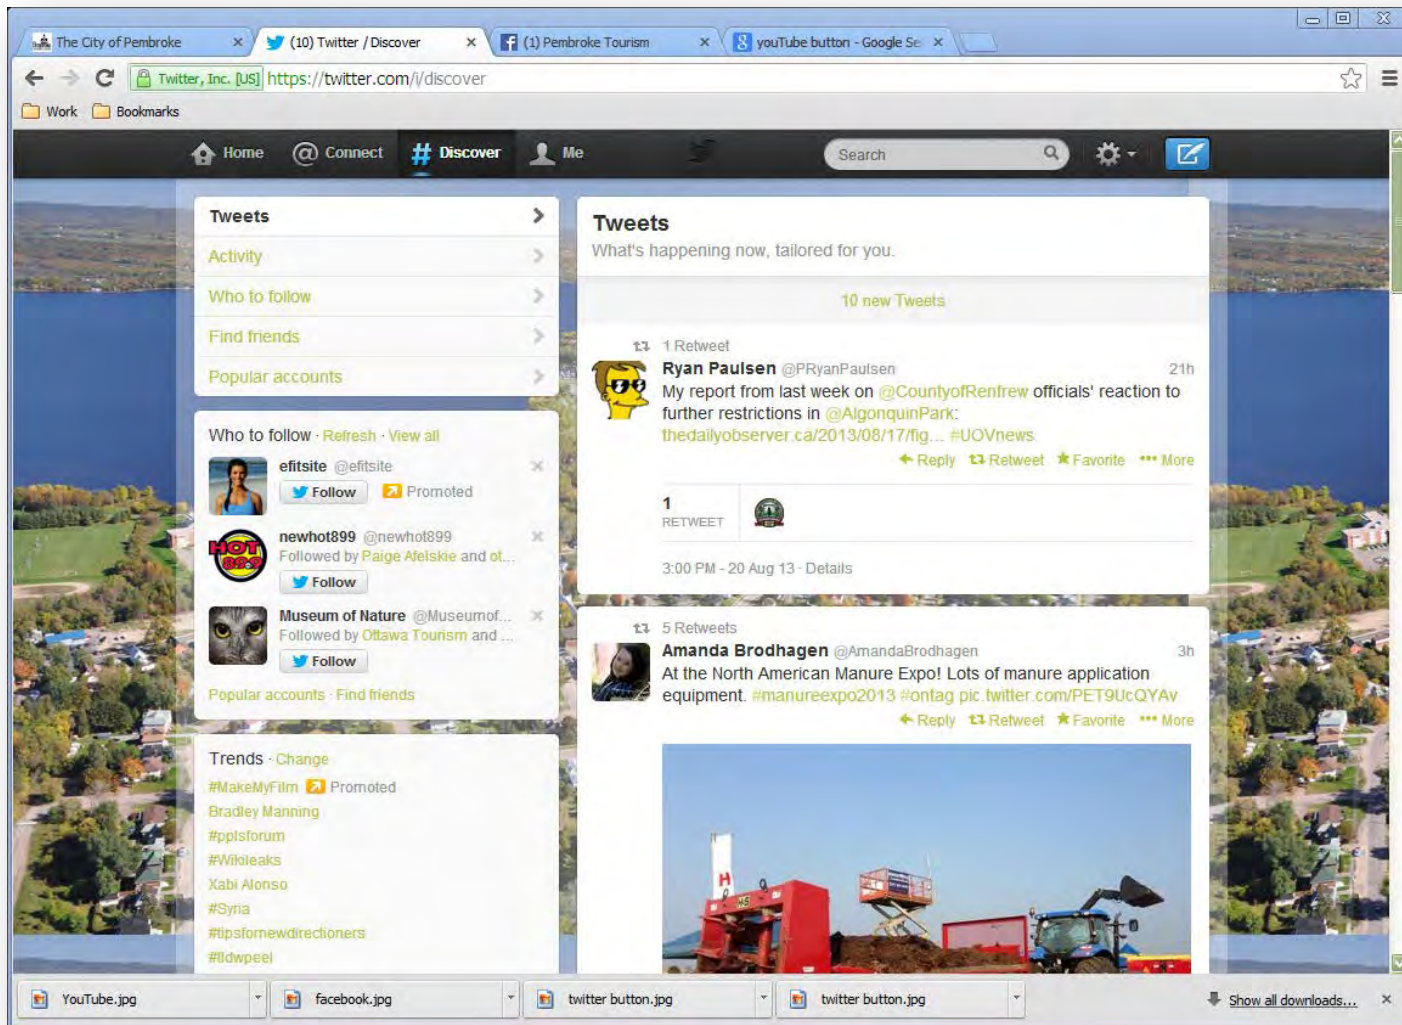 The City of Pembroke
(10) Twitter / Discover
(1) Pembroke Tourism
youTube button - Google Se
Twitter, Inc. [US] https://twitter.com/i/discover
Work Bookmarks
Home Connect Discover Me Search
Tweets
Activity
Who to follow
Find friends
Popular accounts
Who to follow · Refresh · View all
efitsite @efitsite
Follow Promoted
HOT 89.9
newhot899 @newhot899
Followed by Paige Afelskie and ot...
Follow
Museum of Nature @Museumof...
Followed by Ottawa Tourism and ...
Follow
Popular accounts · Find friends
Trends · Change
#MakeMyFilm Promoted
Bradley Manning
#pplsforum
#Wikileaks
Xabi Alonso
#Syria
#tipsfornewdirectioners
#tldwpeel
Tweets
What's happening now, tailored for you.
10 new Tweets
1 Retweet
Ryan Paulsen @PRyanPaulsen 21h
My report from last week on @CountyofRenfrew officials' reaction to
further restrictions in @AlgonquinPark:
thedailyobserver.ca/2013/08/17/fig... #UOVnews
Reply Retweet Favorite More
1
RETWEET
3:00 PM - 20 Aug 13 · Details
5 Retweets
Amanda Brodhagen @AmandaBrodhagen 3h
At the North American Manure Expo! Lots of manure application
equipment. #manureexpo2013 #ontag pic.twitter.com/PET9UcQYAv
Reply Retweet Favorite More
H
YouTube.jpg
facebook.jpg
twitter button.jpg
twitter button.jpg
Show all downloads...